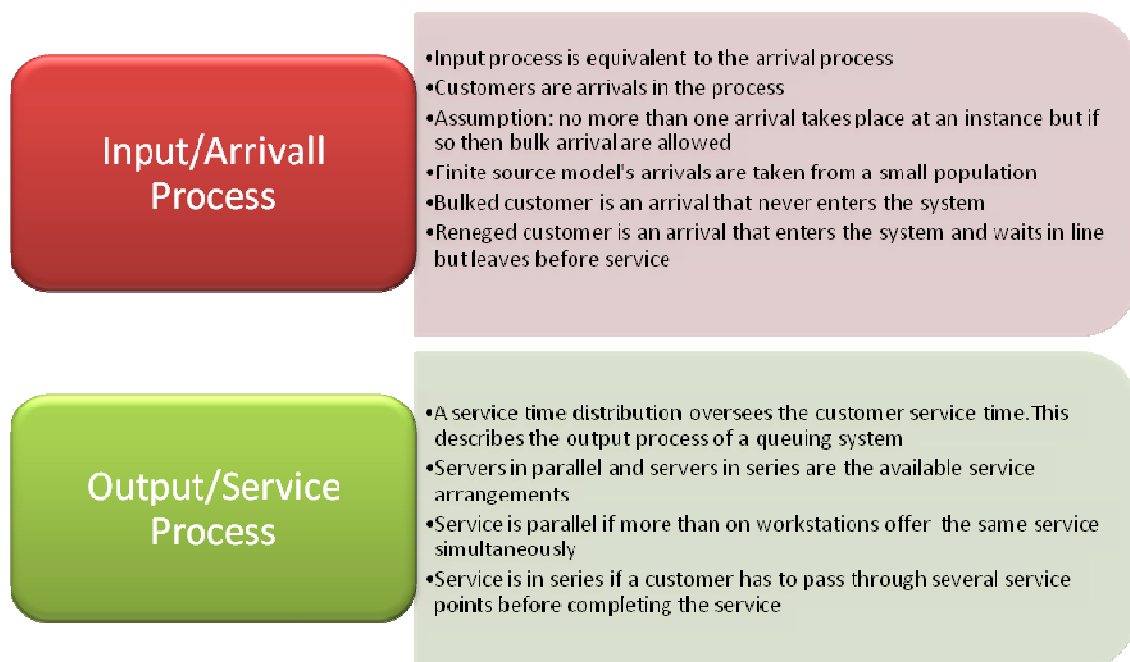 Input/Arrivall
Process
•Input process is equivalent to the arrival process
•Customers are arrivals in the process
•Assumption: no more than one arrival takes place at an instance but if
so then bulk arrival are allowed
•Finite source model's arrivals are taken from a small population
•Bulked customer is an arrival that never enters the system
•Reneged customer is an arrival that enters the system and waits in line
but leaves before service
Output/Service
Process
•A service time distribution oversees the customer service time. This
describes the output process of a queuing system
•Servers in parallel and servers in series are the available service
arrangements
•Service is parallel if more than on workstations offer the same service
simultaneously
•Service is in series if a customer has to pass through several service
points before completing the service